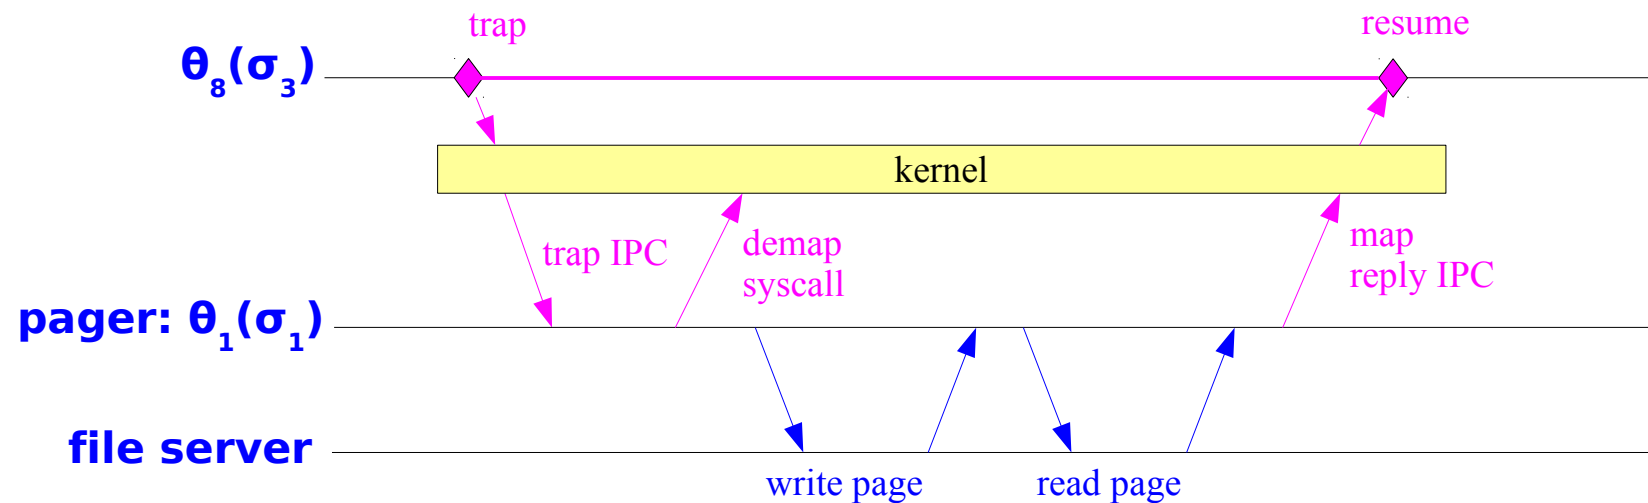 trap
resume
θ₈(σ₃)
kernel
trap IPC
demap
syscall
map
reply IPC
pager: θ₁(σ₁)
file server
write page
read page